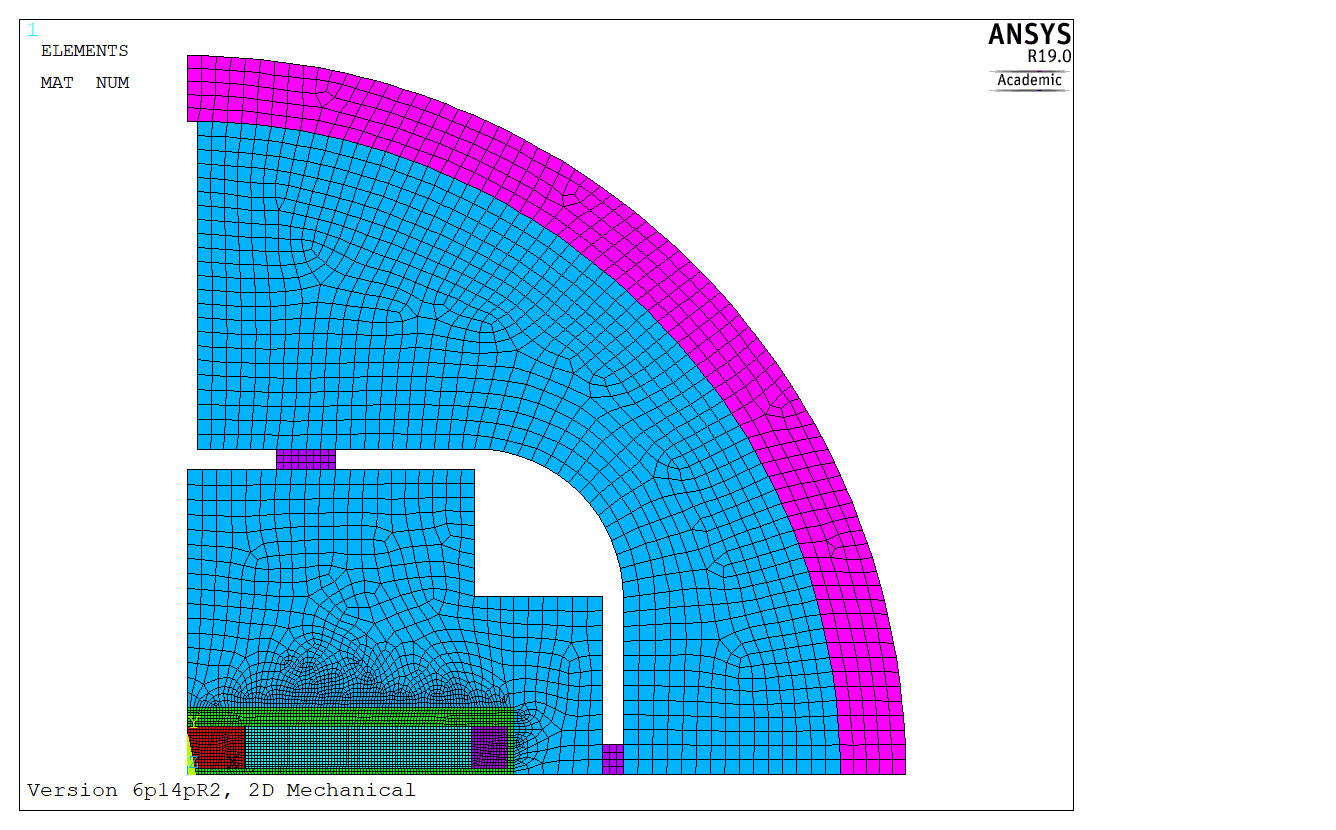 1
ELEMENTS
MAT NUM
ANSYS
R19.0
Academic
Y
Version 6p14pR2, 2D Mechanical